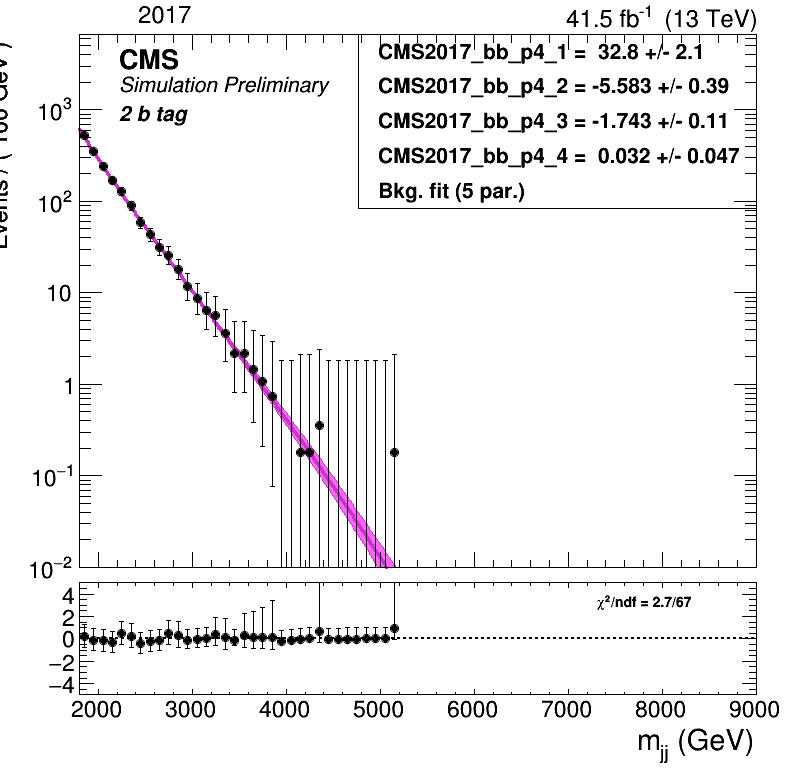 2017
41.5 fb⁻¹ (13 TeV)
CMS
Simulation Preliminary
2 b tag
CMS2017_bb_p4_1 = 32.8 +/- 2.1
CMS2017_bb_p4_2 = -5.583 +/- 0.39
CMS2017_bb_p4_3 = -1.743 +/- 0.11
CMS2017_bb_p4_4 = 0.032 +/- 0.047
Bkg. fit (5 par.)
Events / ( 100 GeV )
10³
10²
10
1
10⁻¹
10⁻²
χ²/ndf = 2.7/67
4
2
0
−2
−4
2000 3000 4000 5000 6000 7000 8000 9000
m_jj (GeV)